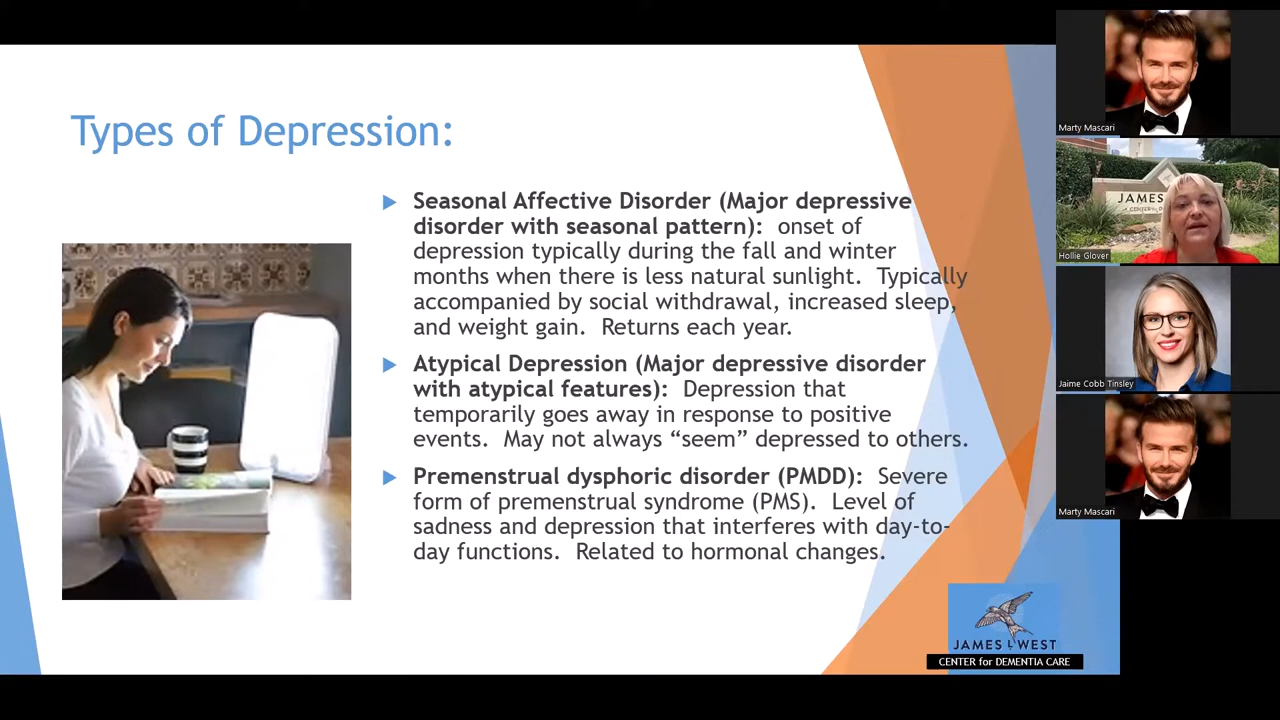 Types of Depression:
Seasonal Affective Disorder (Major depressive
disorder with seasonal pattern): onset of
depression typically during the fall and winter
months when there is less natural sunlight. Typically
accompanied by social withdrawal, increased sleep,
and weight gain. Returns each year.
Atypical Depression (Major depressive disorder
with atypical features): Depression that
temporarily goes away in response to positive
events. May not always “seem” depressed to others.
Premenstrual dysphoric disorder (PMDD): Severe
form of premenstrual syndrome (PMS). Level of
sadness and depression that interferes with day-to-
day functions. Related to hormonal changes.
JAMES L WEST
CENTER for DEMENTIA CARE
Marty Mascari
JAMES
Hollie Glover
Jaime Cobb Tinsley
Marty Mascari